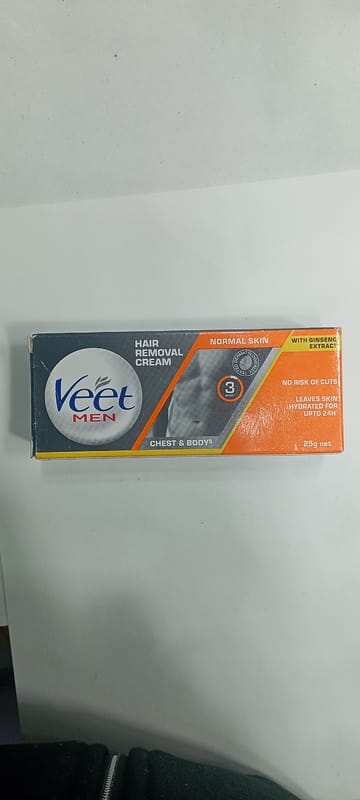 Veet
MEN
HAIR
REMOVAL
CREAM
CHEST & BODY§
NORMAL SKIN
3
WITH GINSENG
EXTRACT
NO RISK OF CUTS
LEAVES SKIN
HYDRATED FOR
UPTO 24H
25g net